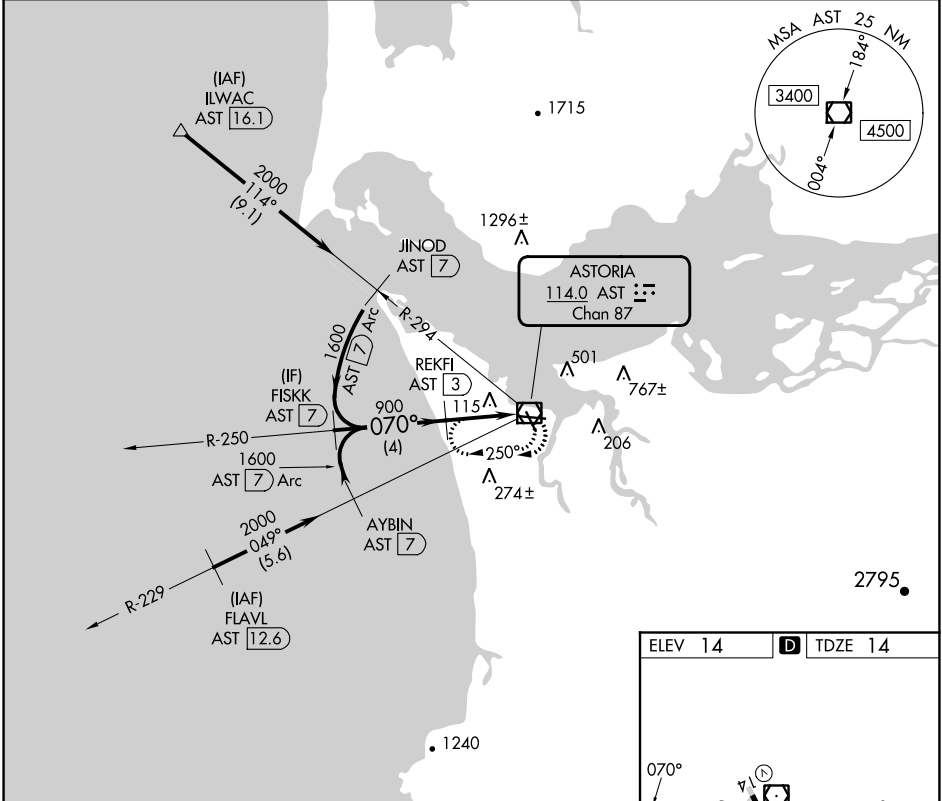 MSA AST 25 NM
184°
3400
4500
004°
(IAF)
ILWAC
AST 16.1
1715
2000
114°
(9.1)
1296±
JINOD
AST 7
ASTORIA
114.0 AST
Chan 87
R-294
1600
AST 7 Arc
REKFI
AST 3
501
767±
(IF)
FISKK
AST 7
900
070°
(4)
115
206
R-250
250°
1600
AST 7 Arc
274±
AYBIN
AST 7
2000
049°
(5.6)
R-229
(IAF)
FLAVL
AST 12.6
2795
ELEV 14
D
TDZE 14
1240
070°
14
V